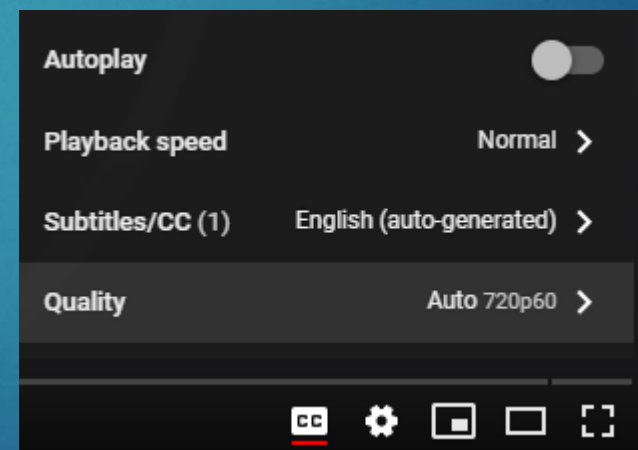 Autoplay
Playback speed Normal
Subtitles/CC (1) English (auto-generated)
Quality Auto 720p60
CC